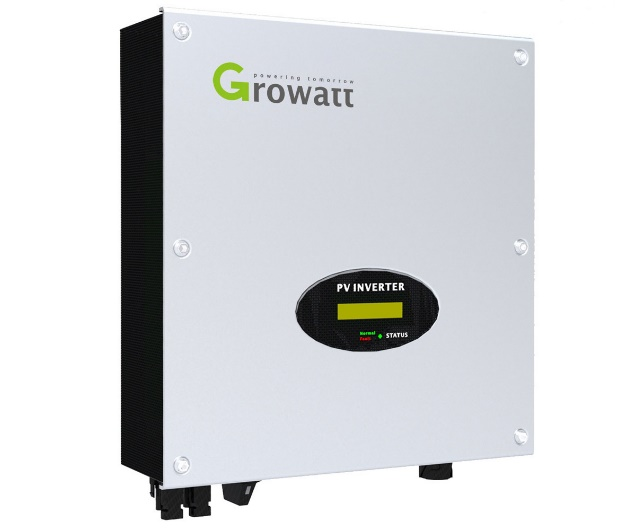 powering tomorrow
Growatt
PV INVERTER
Normal
Fault
STATUS